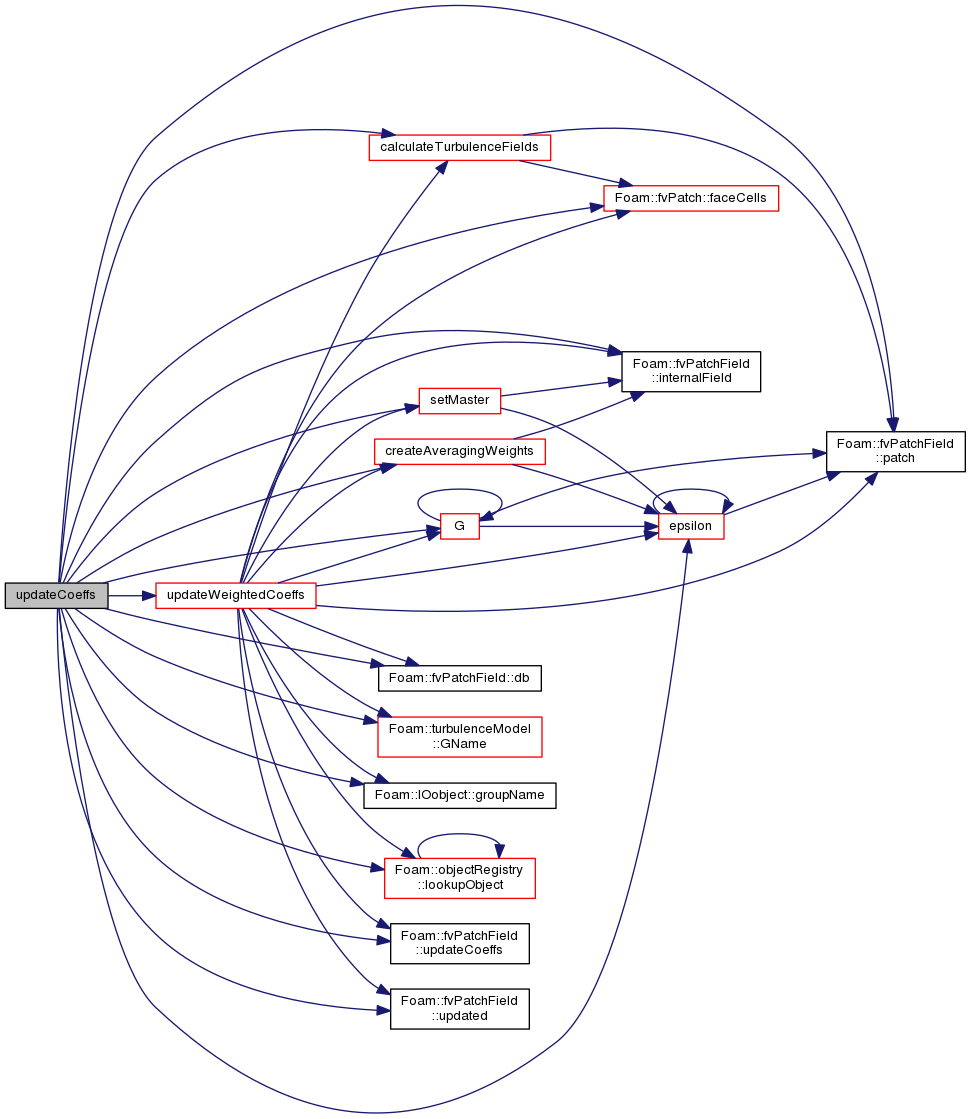 calculateTurbulenceFields
Foam::fvPatch::faceCells
Foam::fvPatchField
::internalField
setMaster
createAveragingWeights
Foam::fvPatchField
::patch
G
epsilon
updateCoeffs
updateWeightedCoeffs
Foam::fvPatchField::db
Foam::turbulenceModel
::GName
Foam::IOobject::groupName
Foam::objectRegistry
::lookupObject
Foam::fvPatchField
::updateCoeffs
Foam::fvPatchField
::updated